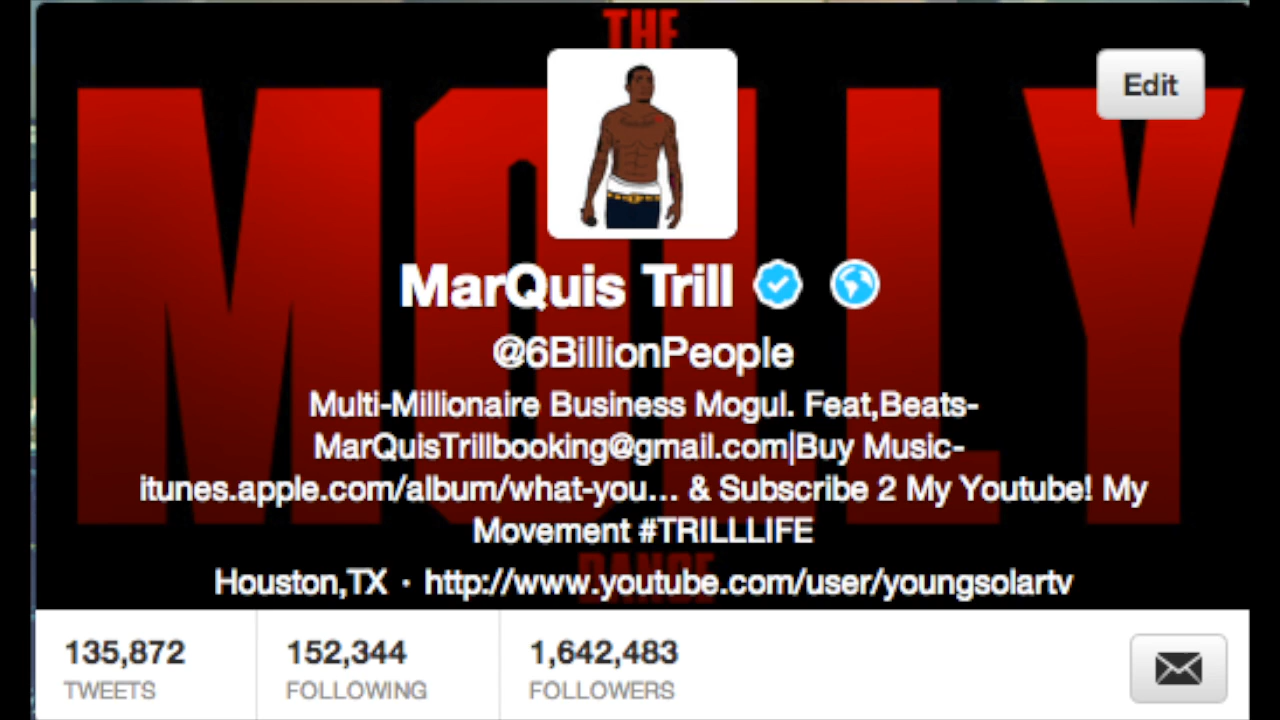 THE
MOLLY
Edit
MarQuis Trill
@6BillionPeople
Multi-Millionaire Business Mogul. Feat,Beats-
MarQuisTrillbooking@gmail.com|Buy Music-
itunes.apple.com/album/what-you... & Subscribe 2 My Youtube! My
Movement #TRILLLIFE
DANCE
Houston,TX · http://www.youtube.com/user/youngsolartv
135,872 152,344 1,642,483
TWEETS FOLLOWING FOLLOWERS